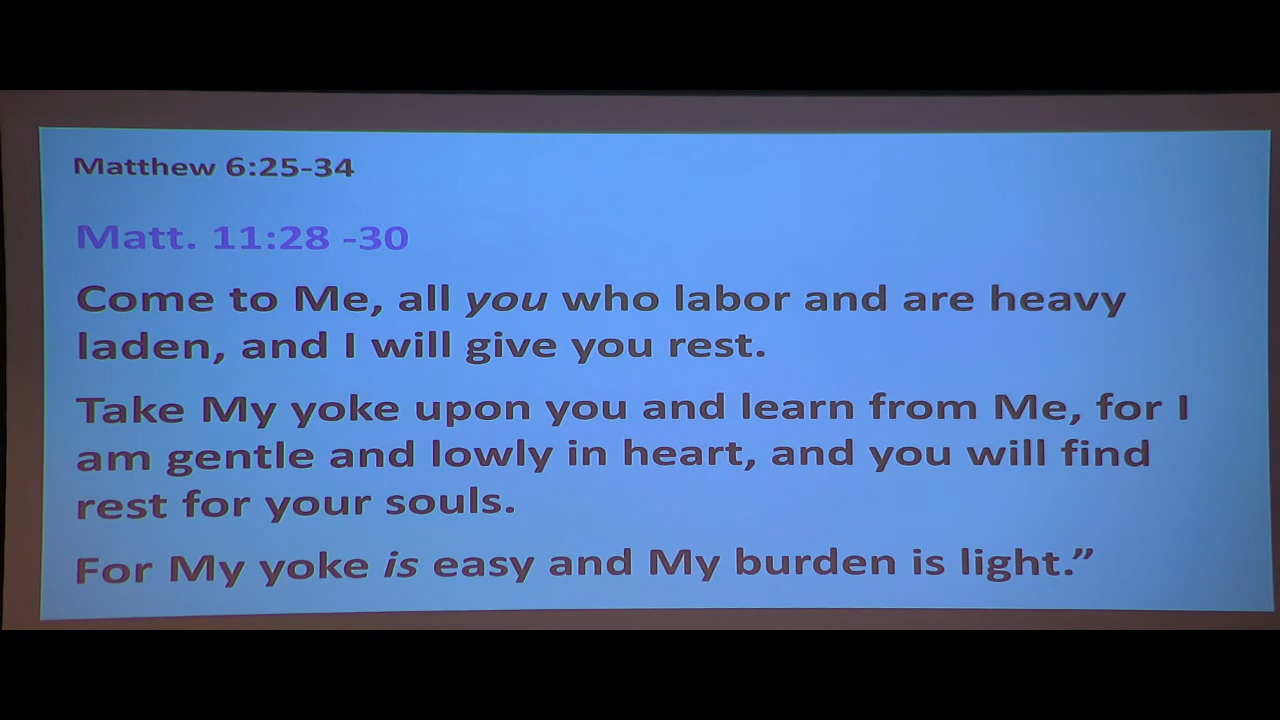 Matthew 6:25-34
Matt. 11:28 -30
Come to Me, all you who labor and are heavy
laden, and I will give you rest.
Take My yoke upon you and learn from Me, for I
am gentle and lowly in heart, and you will find
rest for your souls.
For My yoke is easy and My burden is light.”